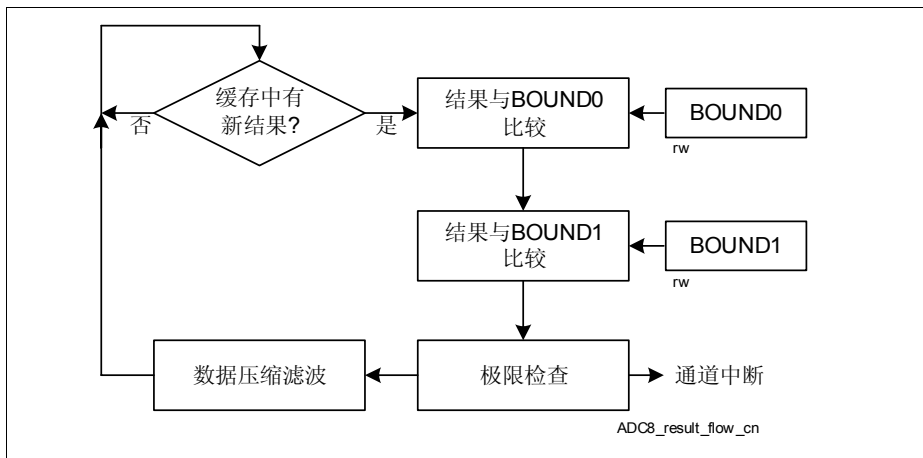 缓存中有
新结果?
否
是
结果与BOUND0
比较
BOUND0
rw
结果与BOUND1
比较
BOUND1
rw
数据压缩滤波
极限检查
通道中断
ADC8_result_flow_cn